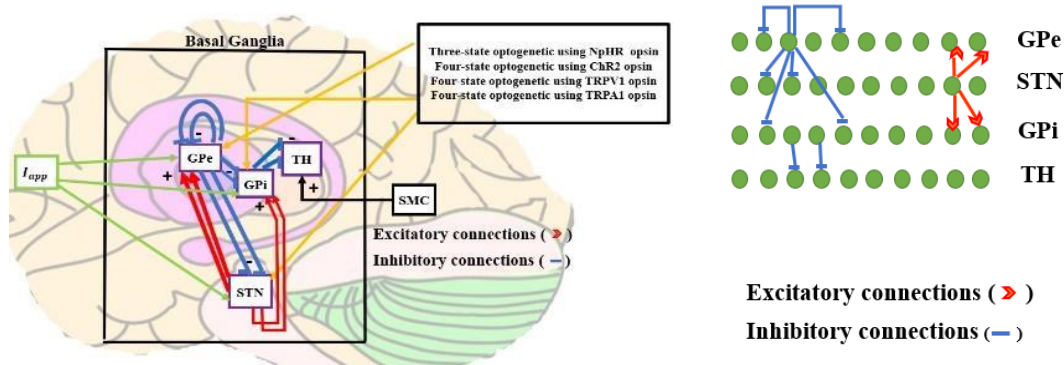 Basal Ganglia
Three-state optogenetic using NpHR opsin
Four-state optogenetic using ChR2 opsin
Four-state optogenetic using TRPV1 opsin
Four-state optogenetic using TRPA1 opsin
I_app
GPe
-
+
-
GPi
+
-
TH
+
SMC
-
STN
Excitatory connections ( )
Inhibitory connections ( )
GPe
STN
GPi
TH
Excitatory connections ( )
Inhibitory connections ( )